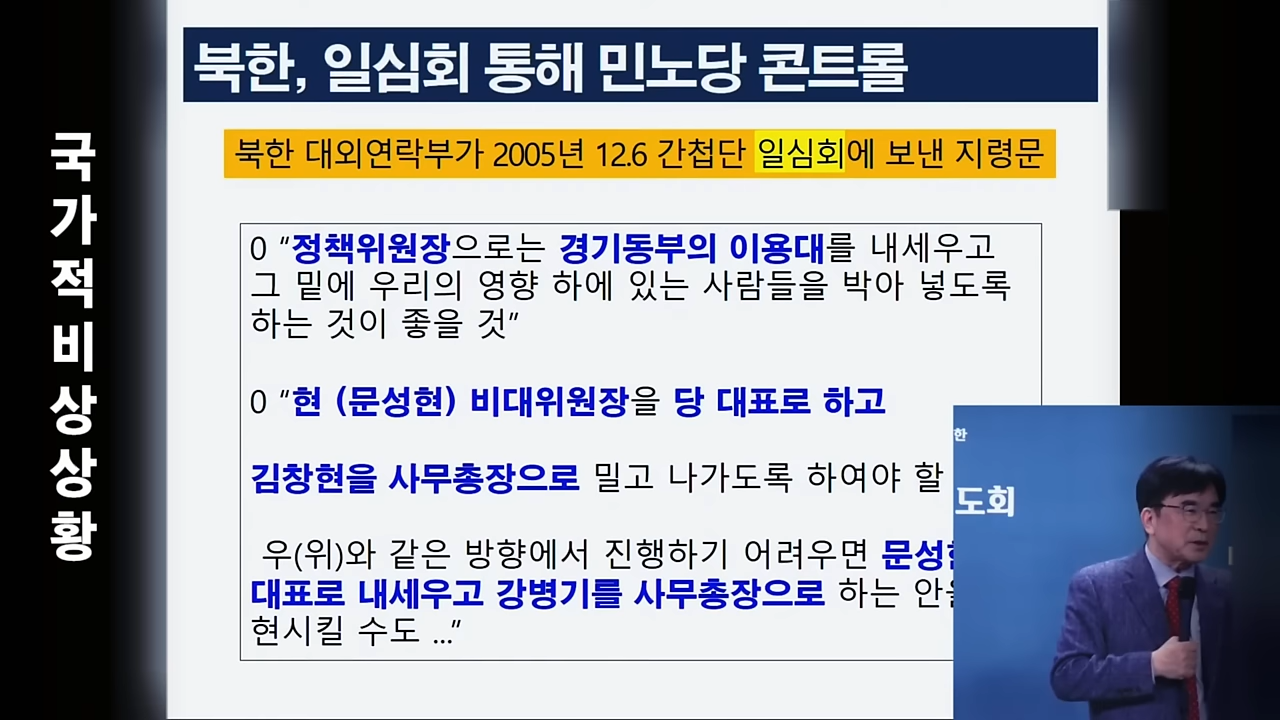 국가적비상상황
북한, 일심회 통해 민노당 콘트롤
북한 대외연락부가 2005년 12.6 간첩단 일심회에 보낸 지령문
0 “정책위원장으로는 경기동부의 이용대를 내세우고
그 밑에 우리의 영향 하에 있는 사람들을 박아 넣도록
하는 것이 좋을 것”
0 “현 (문성현) 비대위원장을 당 대표로 하고
김창현을 사무총장으로 밀고 나가도록 하여야 할
우(위)와 같은 방향에서 진행하기 어려우면 문성
대표로 내세우고 강병기를 사무총장으로 하는
현시킬 수도 ...”
한
도회